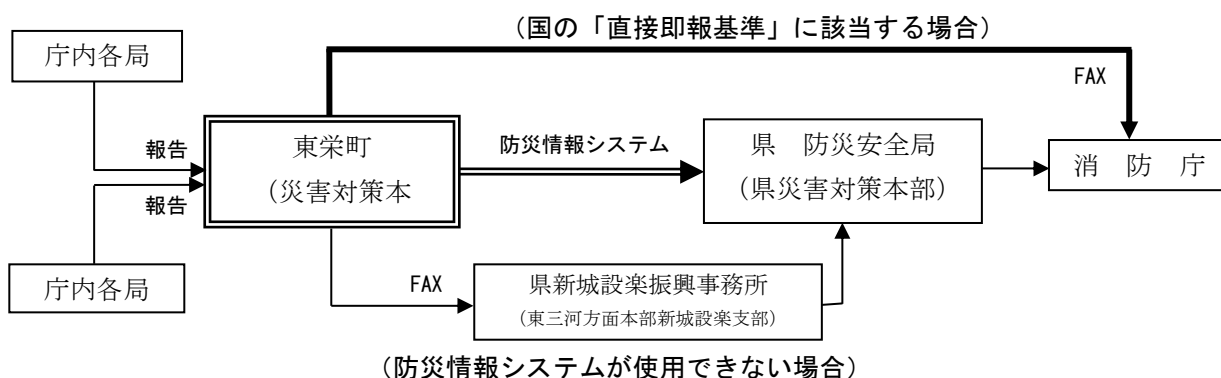 （国の「直接即報基準」に該当する場合）
庁内各局
FAX
報告
東栄町
（災害対策本
防災情報システム
県　防災安全局
（県災害対策本部）
消　防　庁
報告
庁内各局
FAX
県新城設楽振興事務所
（東三河方面本部新城設楽支部）
（防災情報システムが使用できない場合）